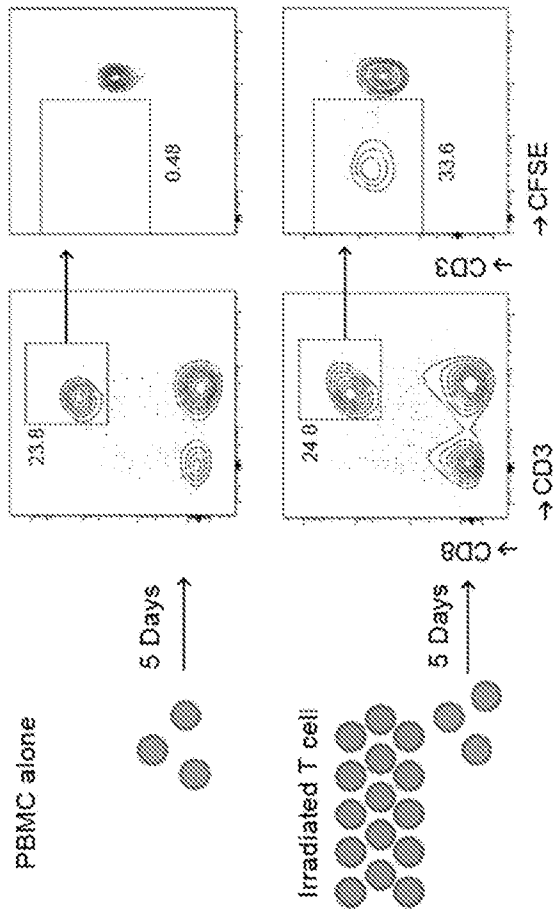 PBMC alone
5 Days
23.8
0.48
Irradiated T cell
5 Days
24.8
33.6
CD8
→ CD3
CD3
→ CFSE